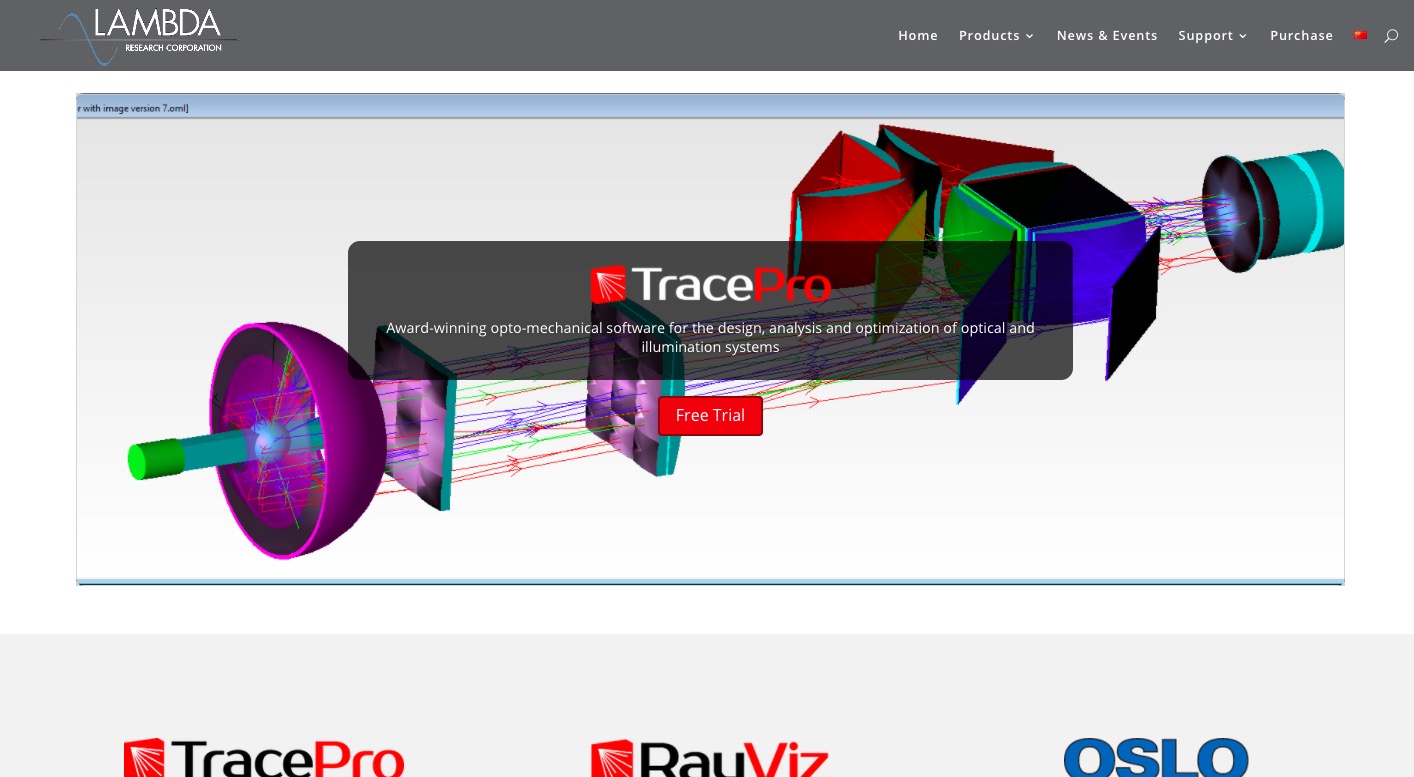 LAMBDA
RESEARCH CORPORATION
Home Products News & Events Support Purchase
r with image version 7.oml]
TracePro
Award-winning opto-mechanical software for the design, analysis and optimization of optical and
illumination systems
Free Trial
TracePro RayViz OSLO